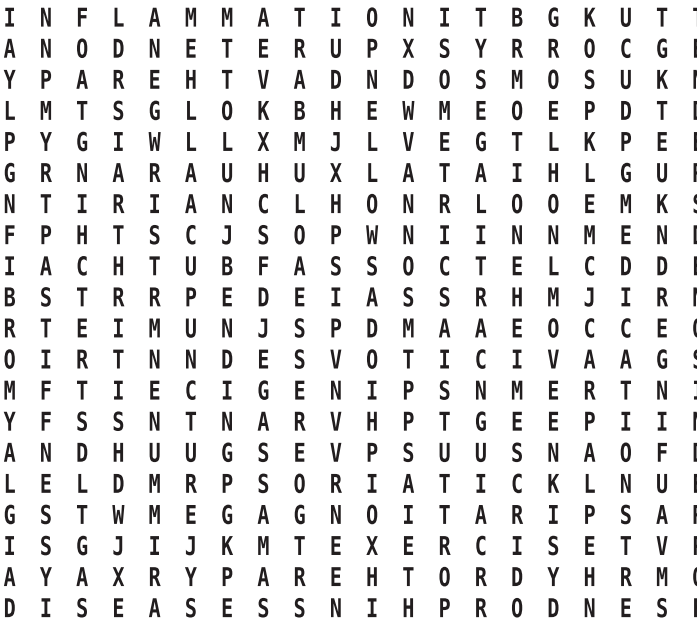 I N F L A M M A T I O N I T B G K U T
A N O D N E T E R U P X S Y R R O C G
Y P A R E H T V A D N D O S M O S U K
L M T S G L O K B H E W M E O E P D T
P Y G I W L L X M J L V E G T L K P E
G R N A R A U H U X L A T A I H L G U
N T I R I A N C L H O N R L O O E M K
F P H T S C J S O P W N I I N N M E N
I A C H T U B F A S S O C T E L C D D
B S T R R P E D E I A S S R H M J I R
R T E I M U N J S P D M A A E O C C E
O I R T N N D E S V O T I C I V A A G
M F T I E C I G E N I P S N M E R T N
Y F S S N T N A R V H P T G E E P I I
A N D H U U G S E V P S U U S N A O F
L E L D M R P S O R I A T I C K L N U
G S T W M E G A G N O I T A R I P S A
I S G J I J K M T E X E R C I S E T V
A Y A X R Y P A R E H T O R D Y H R M
D I S E A S E S S N I H P R O D N E S